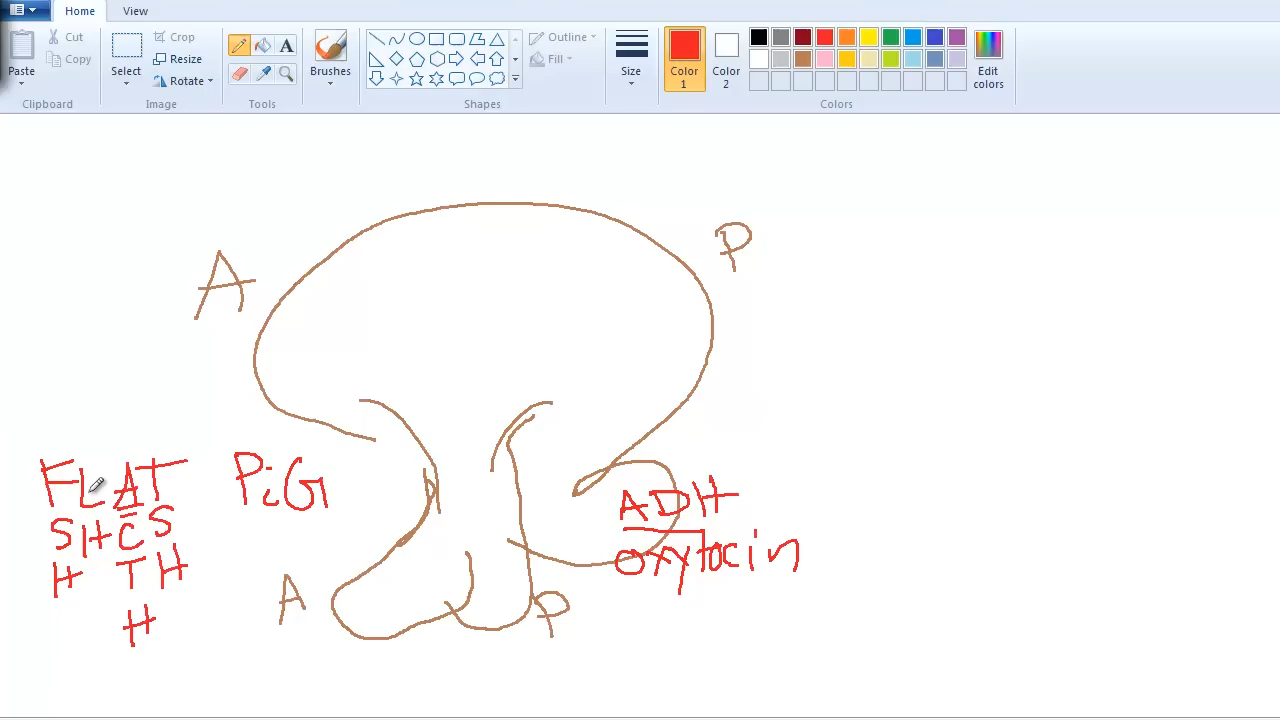 Home View
Cut
Copy
Paste
Clipboard
Select
Crop
Resize
Rotate
Image
A
Tools
Brushes
Outline
Fill
Shapes
Size
Color 1
Color 2
Edit colors
Colors
A
P
FLAT PiG
SHCS
H T H
H
ADH
oxytocin
A
P